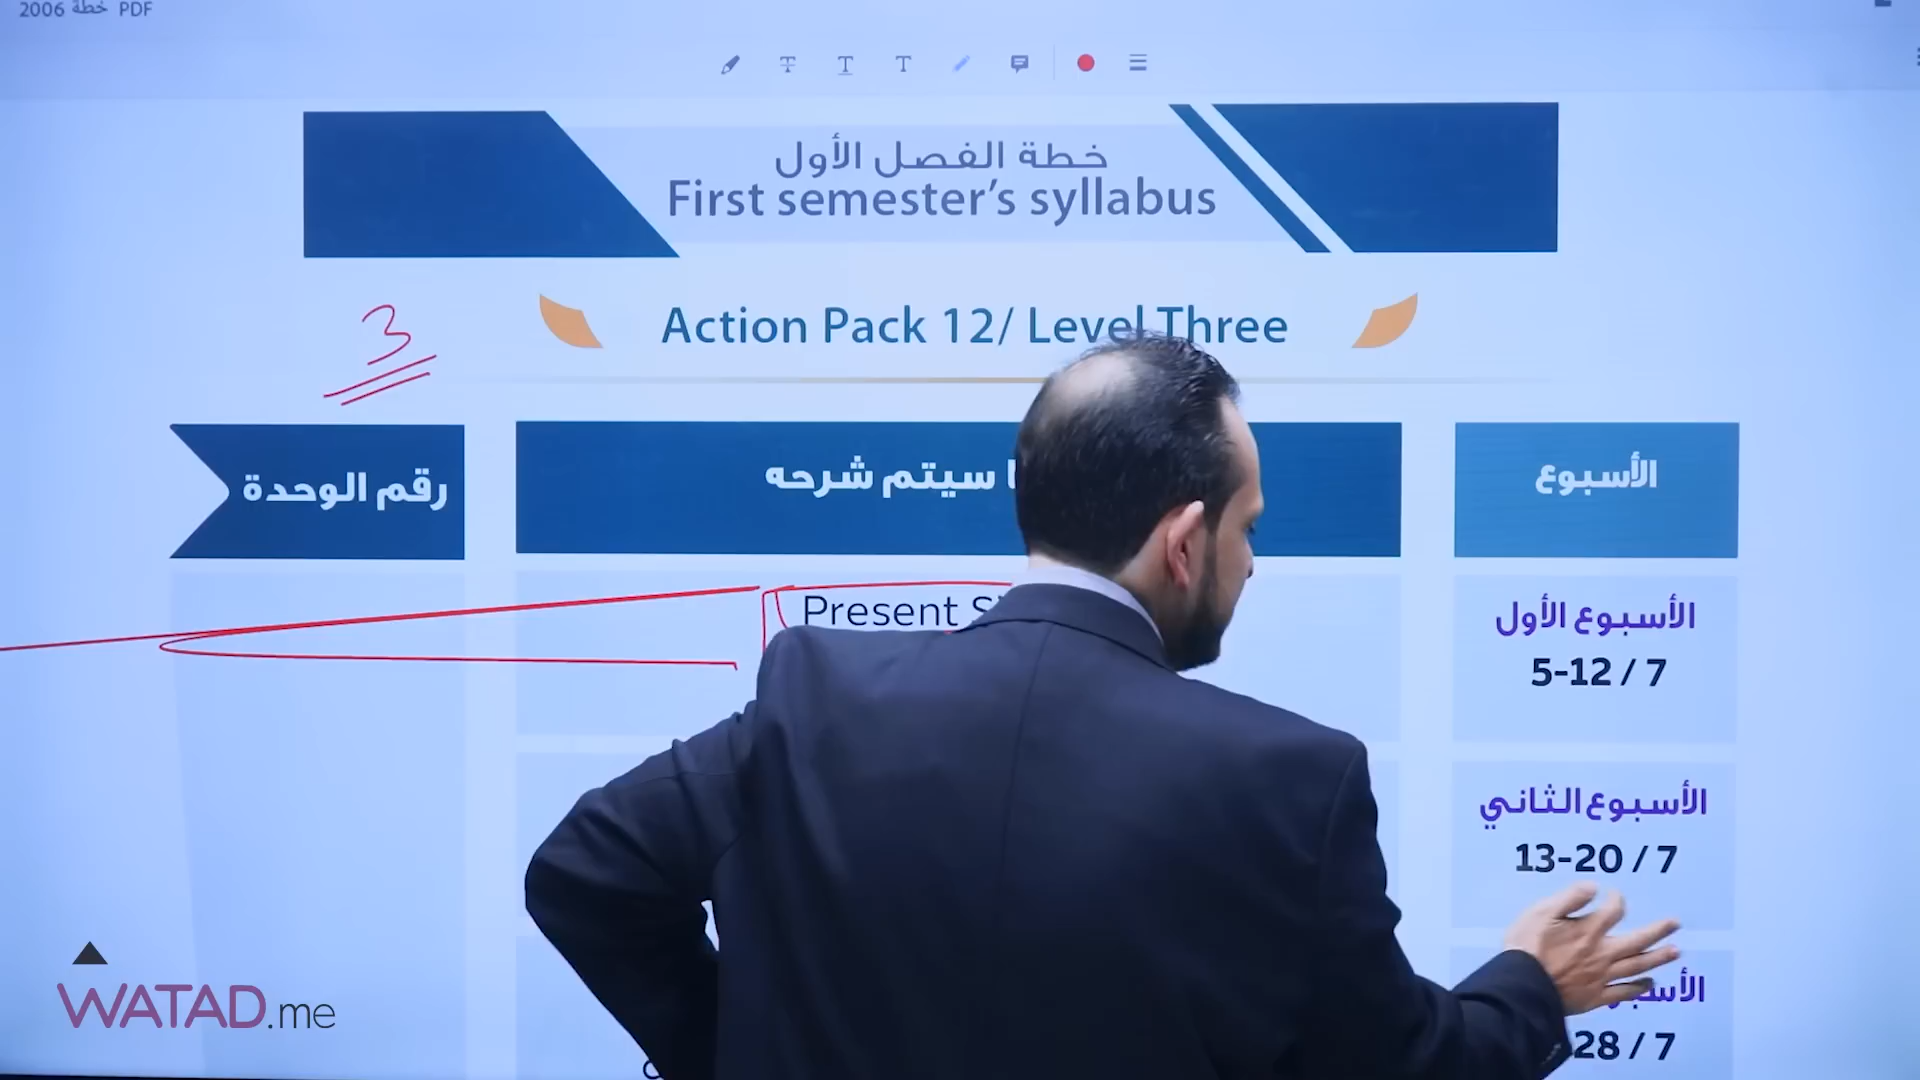 خطة 2006 PDF
خطة الفصل الأول
First semester's syllabus
Action Pack 12/ Level Three
3
الأسبوع
سيتم شرحه
رقم الوحدة
Present
الأسبوع الأول
5-12 / 7
الأسبوع الثاني
13-20 / 7
28 / 7
WATAD.me